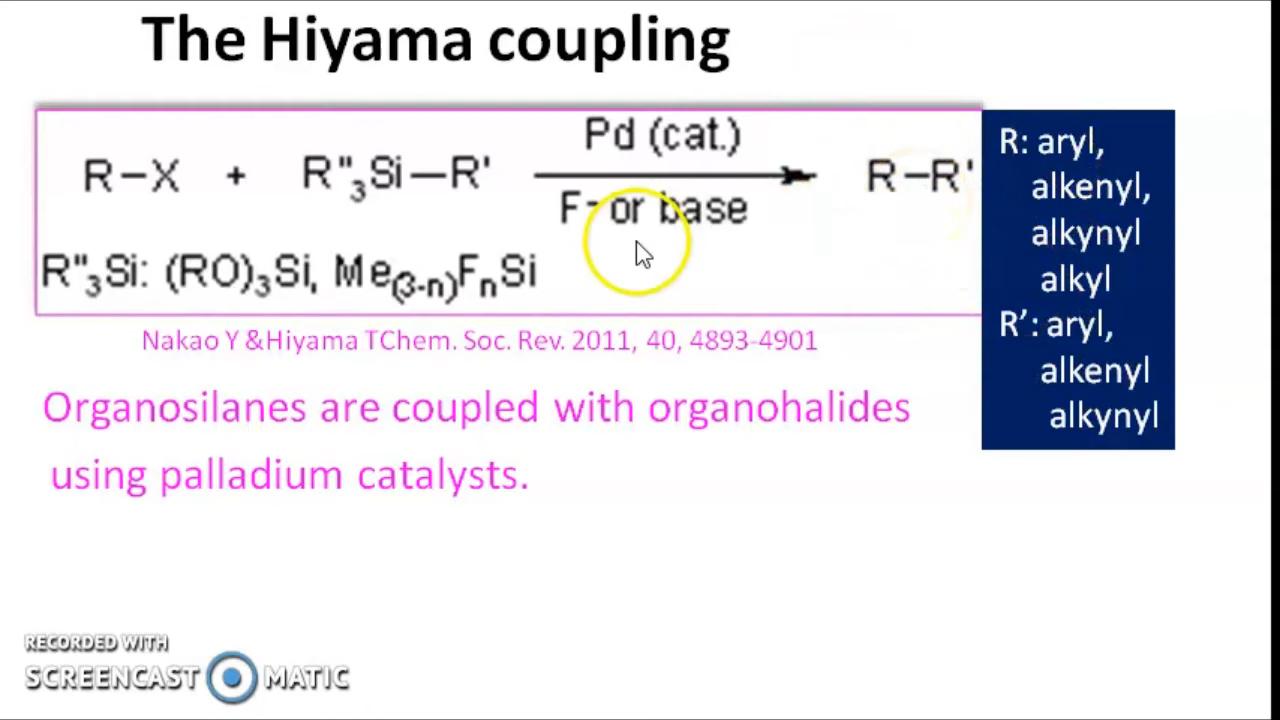 The Hiyama coupling
R–X + R"₃Si—R' Pd (cat.) R–R'
F⁻ or base
R"₃Si: (RO)₃Si, Me₍₃₋ₙ₎FₙSi
R: aryl,
alkenyl,
alkynyl
alkyl
R': aryl,
alkenyl
alkynyl
Nakao Y &Hiyama TChem. Soc. Rev. 2011, 40, 4893-4901
Organosilanes are coupled with organohalides
using palladium catalysts.
RECORDED WITH
SCREENCAST MATIC